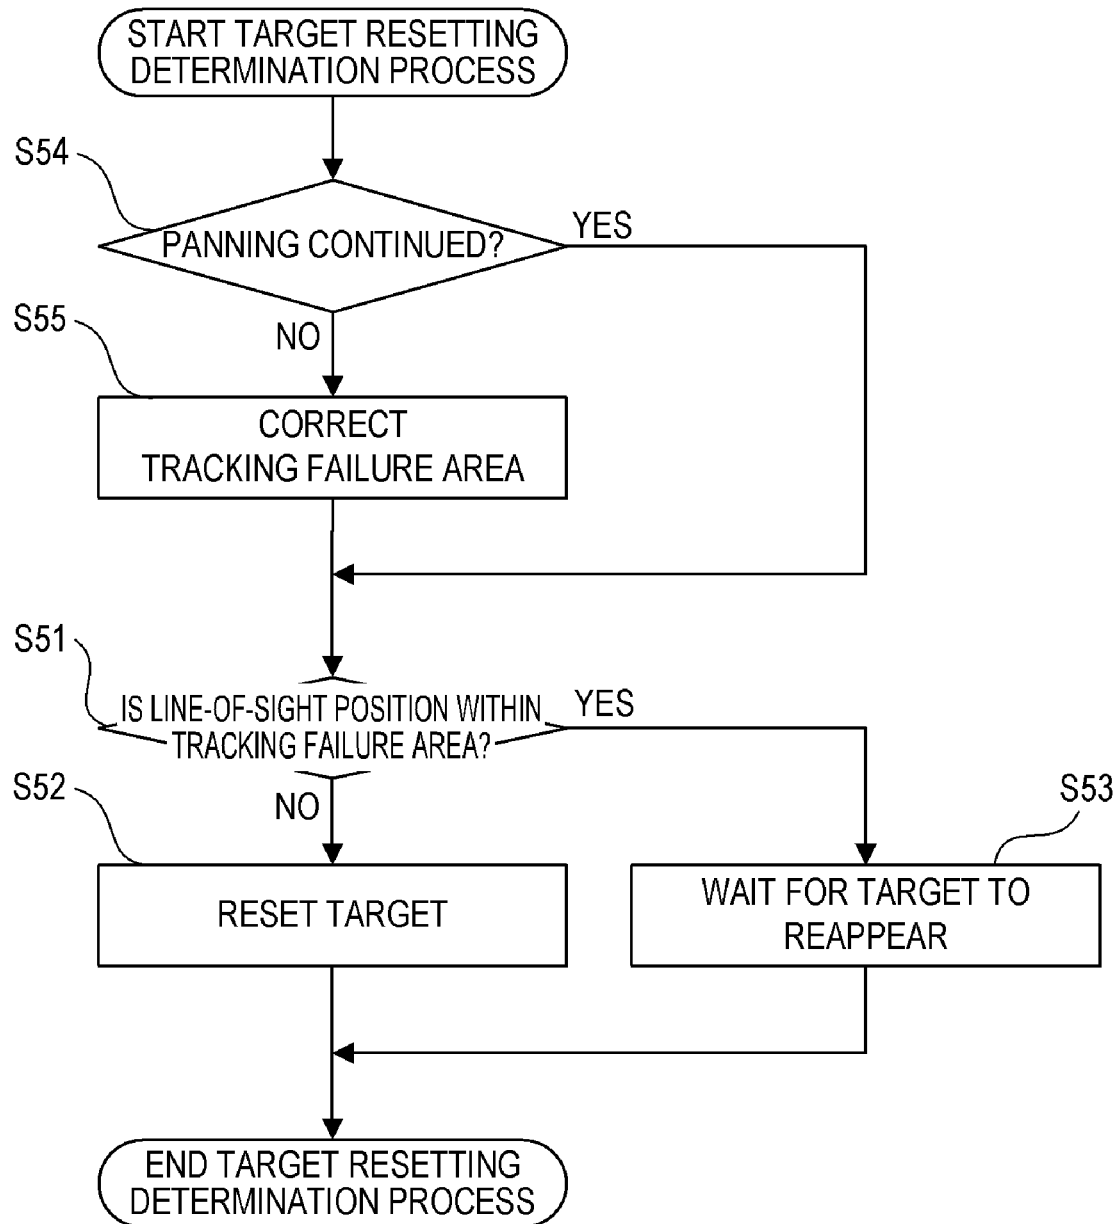 START TARGET RESETTING
DETERMINATION PROCESS
S54
PANNING CONTINUED?
YES
NO
S55
CORRECT
TRACKING FAILURE AREA
S51
IS LINE-OF-SIGHT POSITION WITHIN
TRACKING FAILURE AREA?
YES
NO
S52
RESET TARGET
S53
WAIT FOR TARGET TO
REAPPEAR
END TARGET RESETTING
DETERMINATION PROCESS